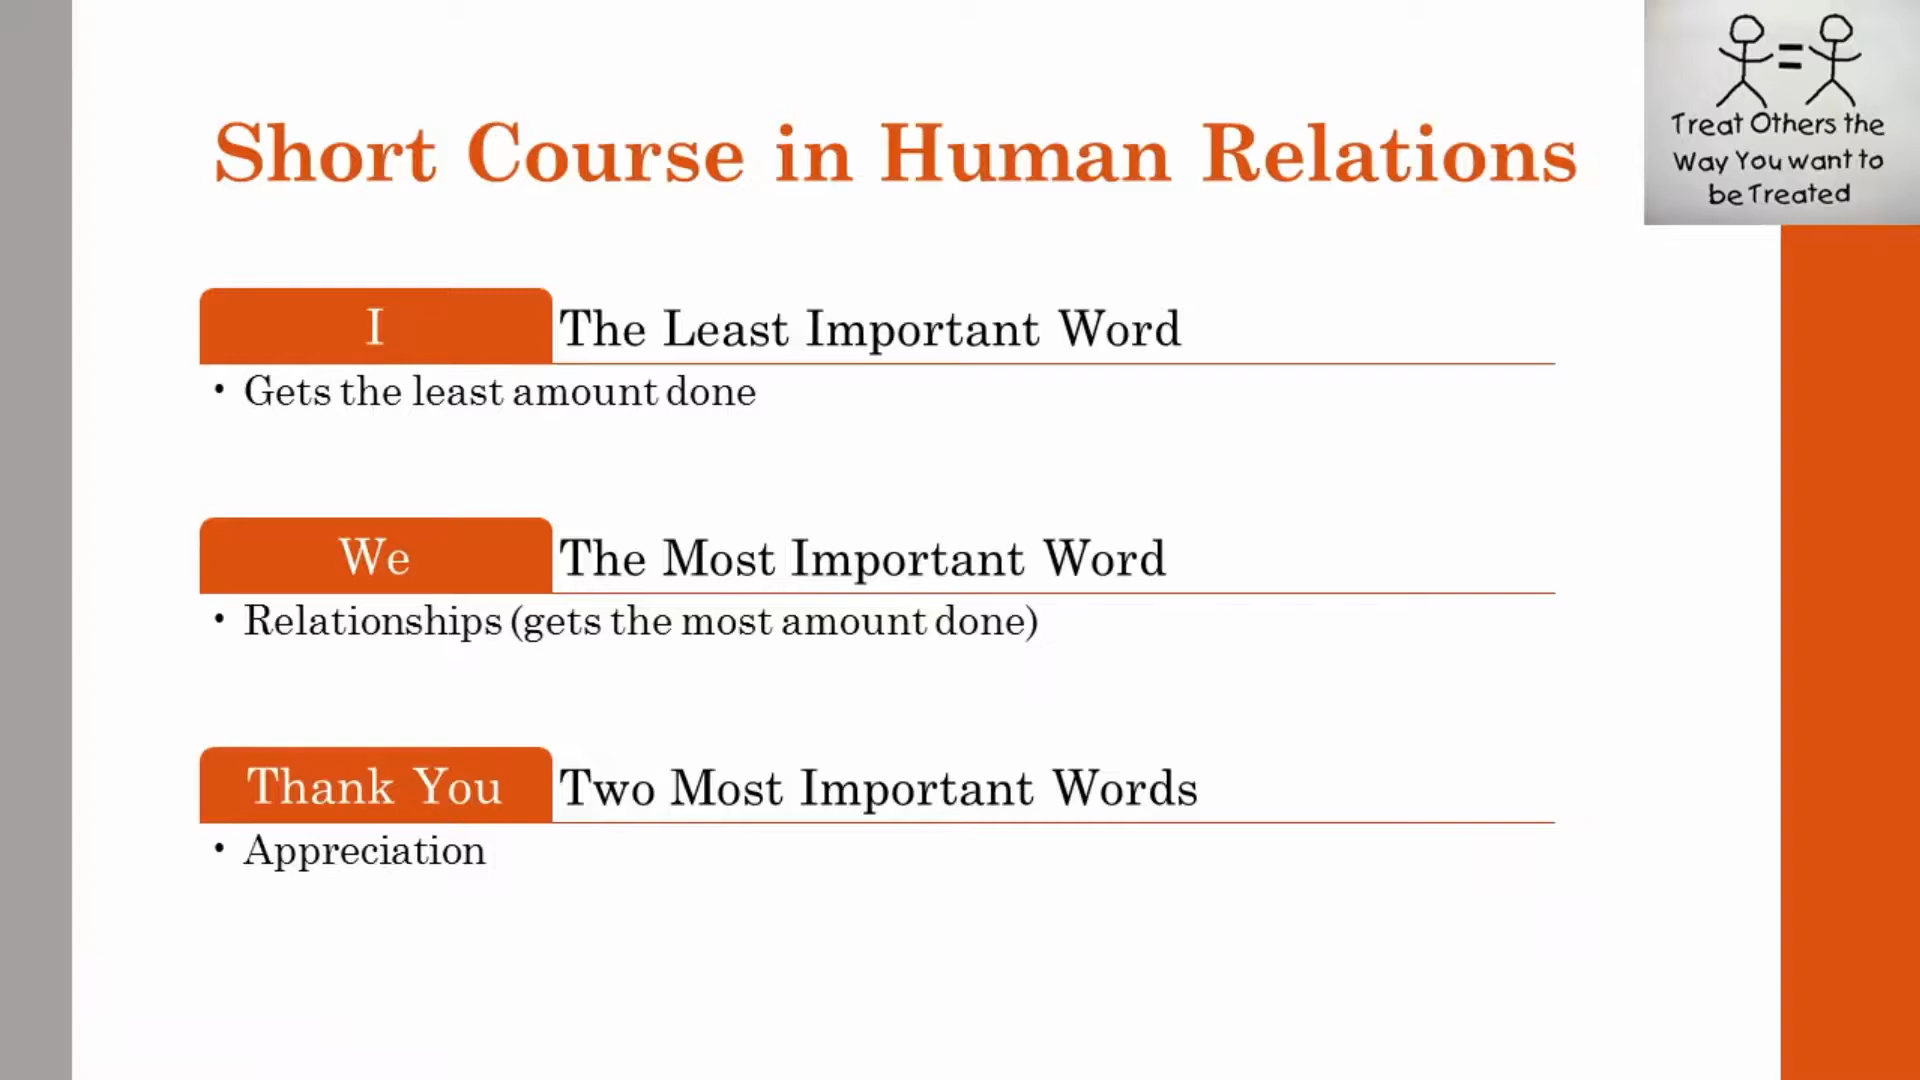 Short Course in Human Relations
=
Treat Others the
Way You want to
be Treated
I The Least Important Word
• Gets the least amount done
We The Most Important Word
• Relationships (gets the most amount done)
Thank You Two Most Important Words
• Appreciation